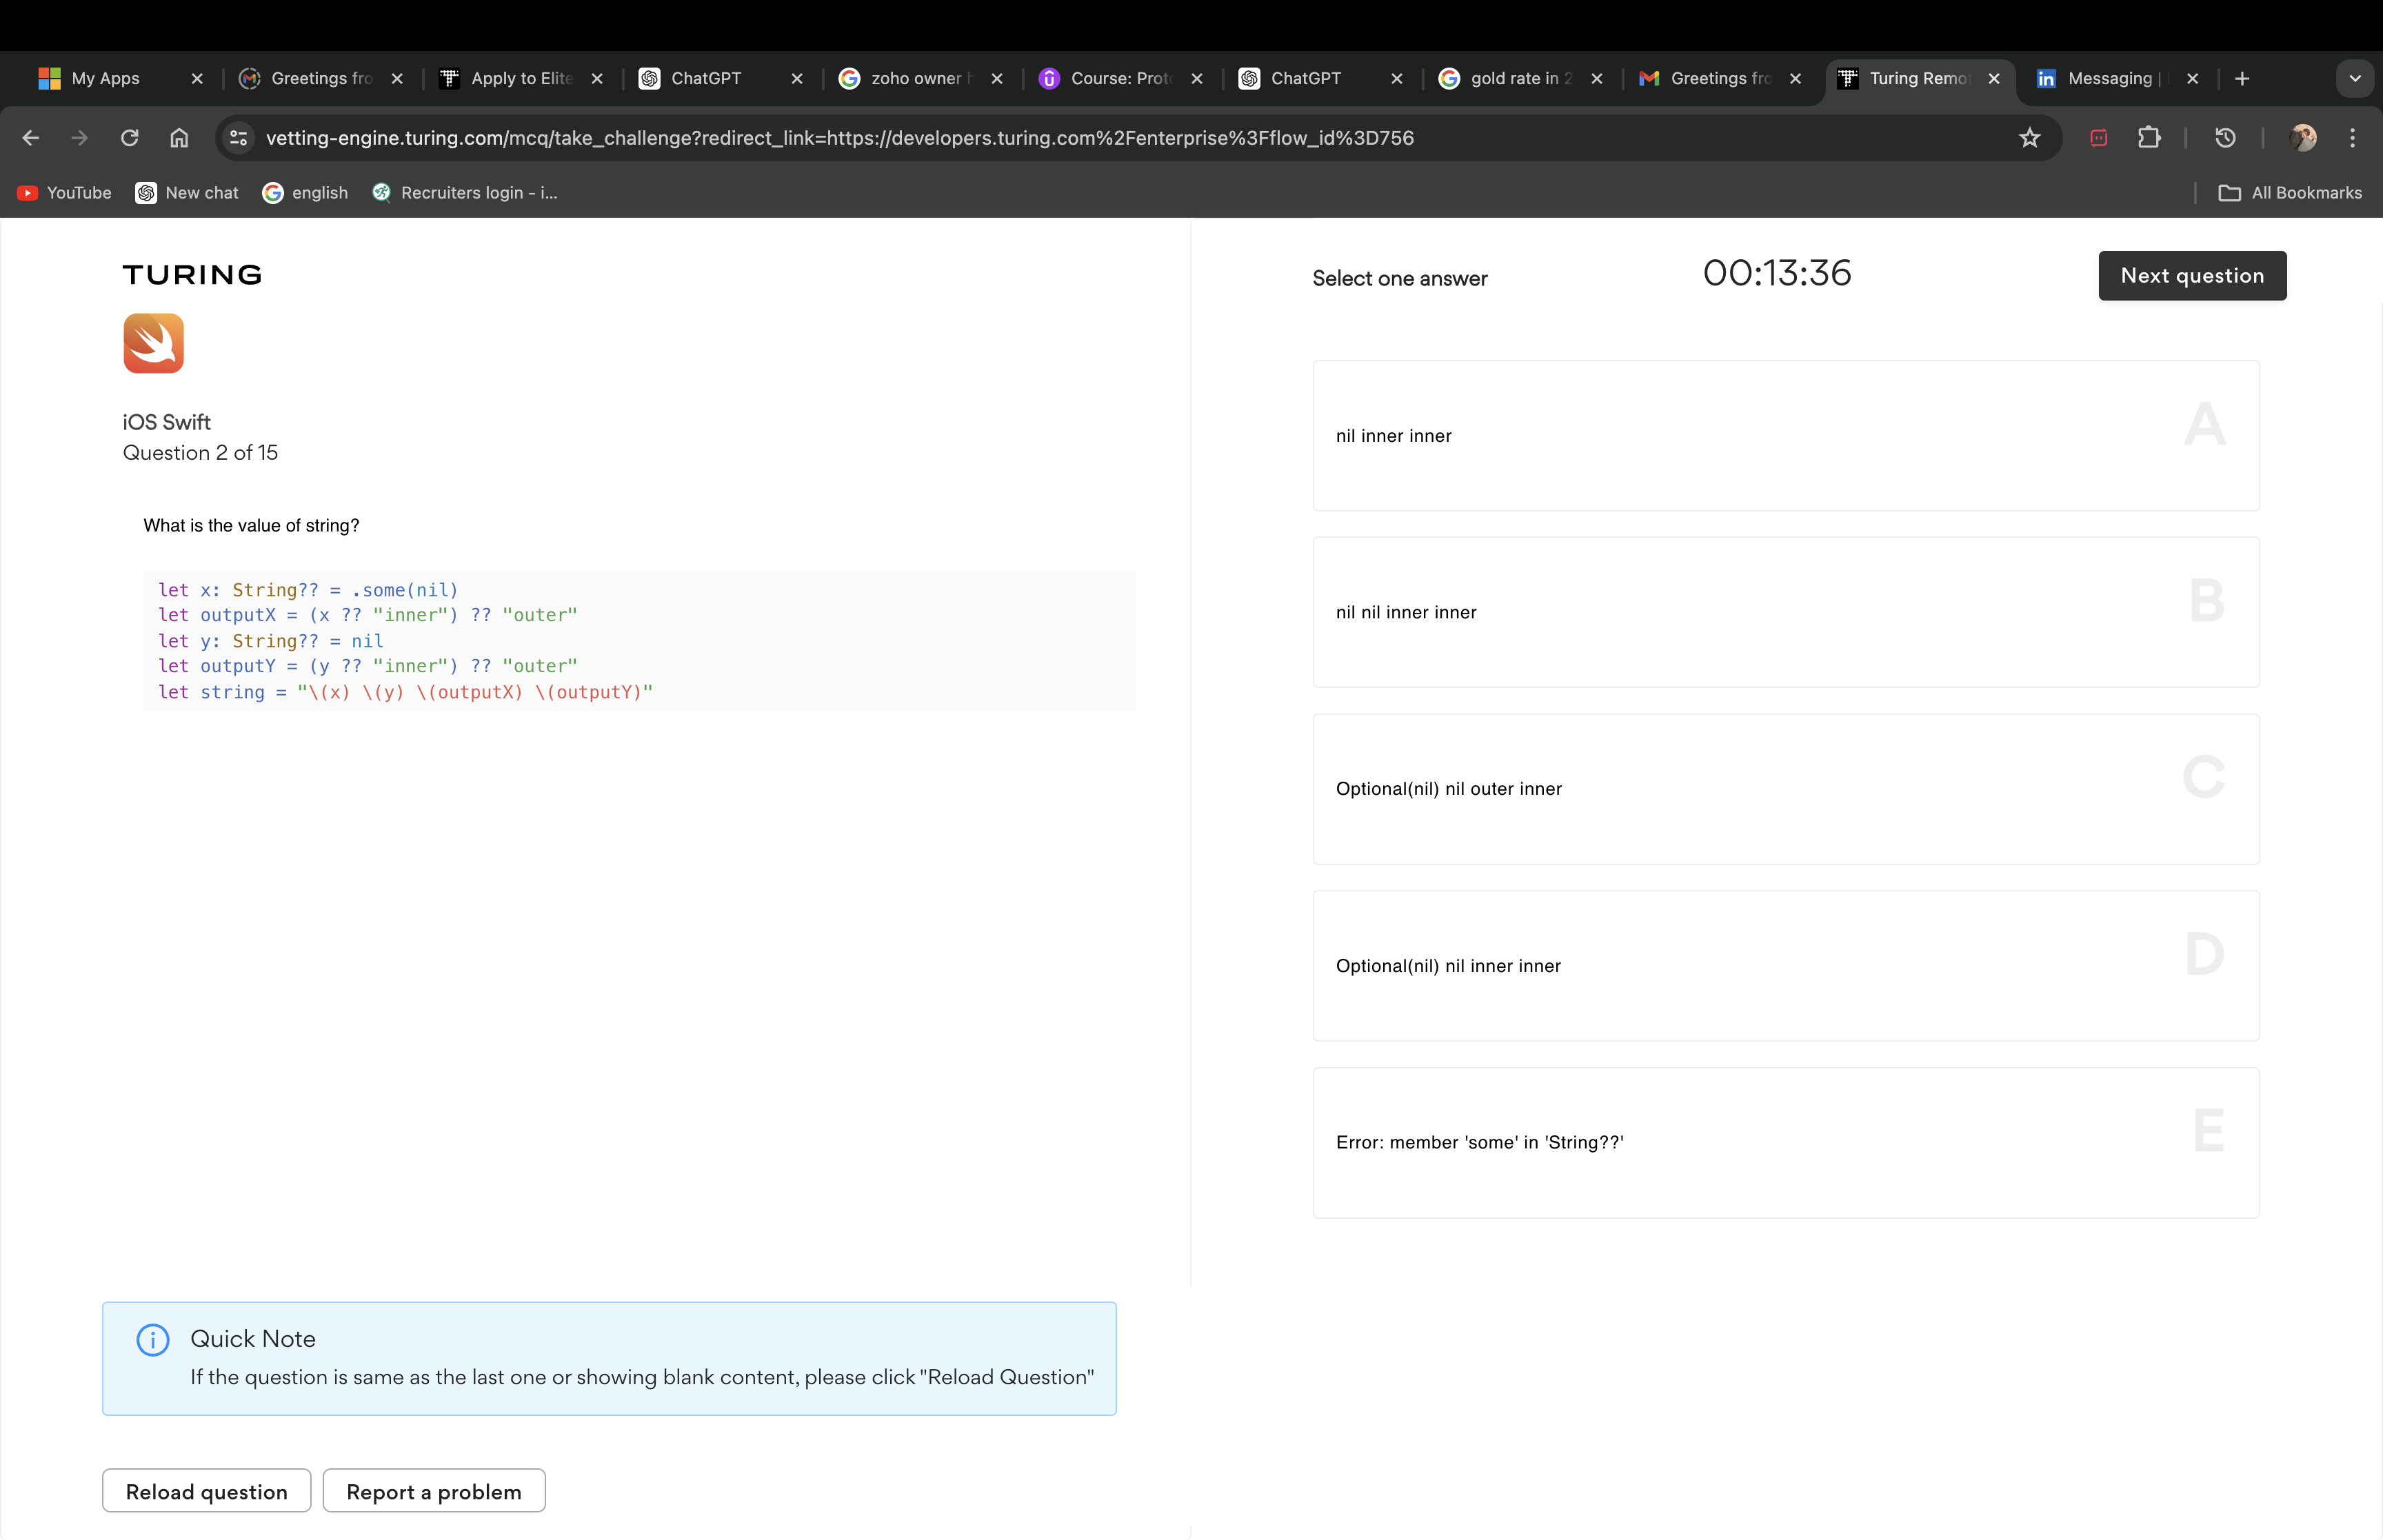 My Apps
Greetings fro
Apply to Elite
ChatGPT
zoho owner h
Course: Proto
ChatGPT
gold rate in 2
Greetings fro
Turing Remo
Messaging |
vetting-engine.turing.com/mcq/take_challenge?redirect_link=https://developers.turing.com%2Fenterprise%3Fflow_id%3D756
YouTube
New chat
english
Recruiters login - i...
All Bookmarks
TURING
iOS Swift
Question 2 of 15
What is the value of string?
let x: String?? = .some(nil)
let outputX = (x ?? "inner") ?? "outer"
let y: String?? = nil
let outputY = (y ?? "inner") ?? "outer"
let string = "\(x) \(y) \(outputX) \(outputY)"
Quick Note
If the question is same as the last one or showing blank content, please click "Reload Question"
Reload question
Report a problem
Select one answer
00:13:36
Next question
nil inner inner
A
nil nil inner inner
B
Optional(nil) nil outer inner
C
Optional(nil) nil inner inner
D
Error: member 'some' in 'String??'
E